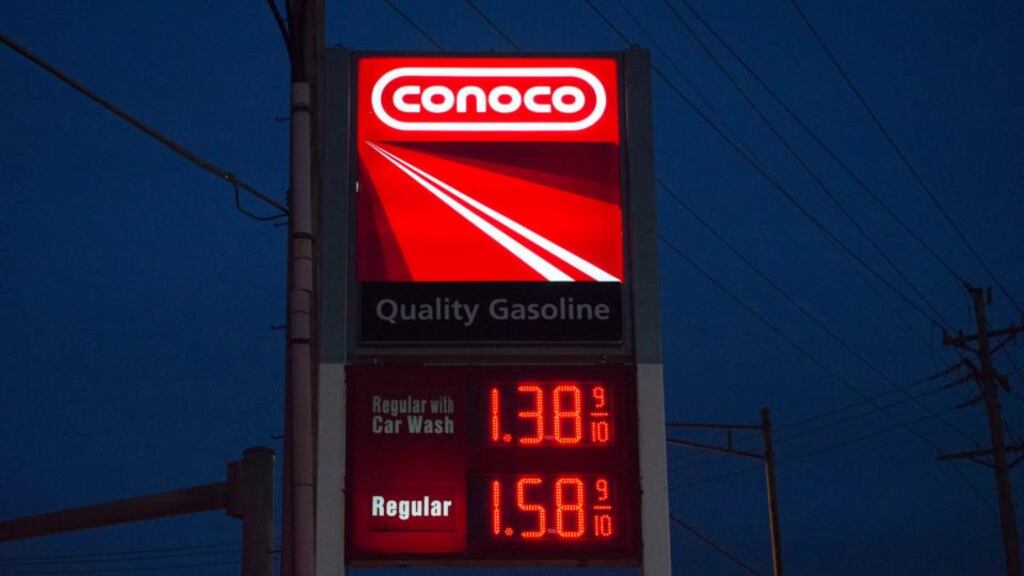 conoco
Quality Gasoline
Regular with
Car Wash
1.38 9/10
Regular
1.58 9/10